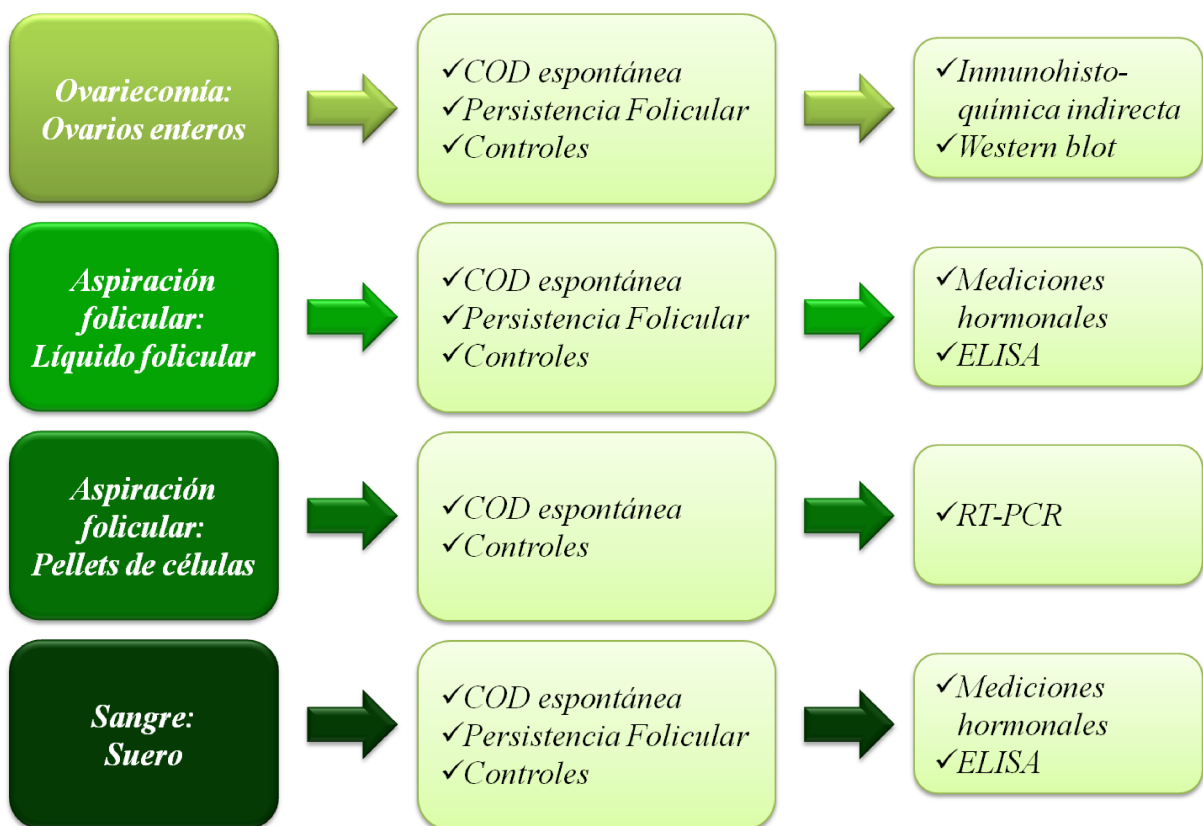 Ovariecomía:
Ovarios enteros
✓COD espontánea
✓Persistencia Folicular
✓Controles
✓Inmunohisto-
química indirecta
✓Western blot
Aspiración
folicular:
Líquido folicular
✓COD espontánea
✓Persistencia Folicular
✓Controles
✓Mediciones
hormonales
✓ELISA
Aspiración
folicular:
Pellets de células
✓COD espontánea
✓Controles
✓RT-PCR
Sangre:
Suero
✓COD espontánea
✓Persistencia Folicular
✓Controles
✓Mediciones
hormonales
✓ELISA